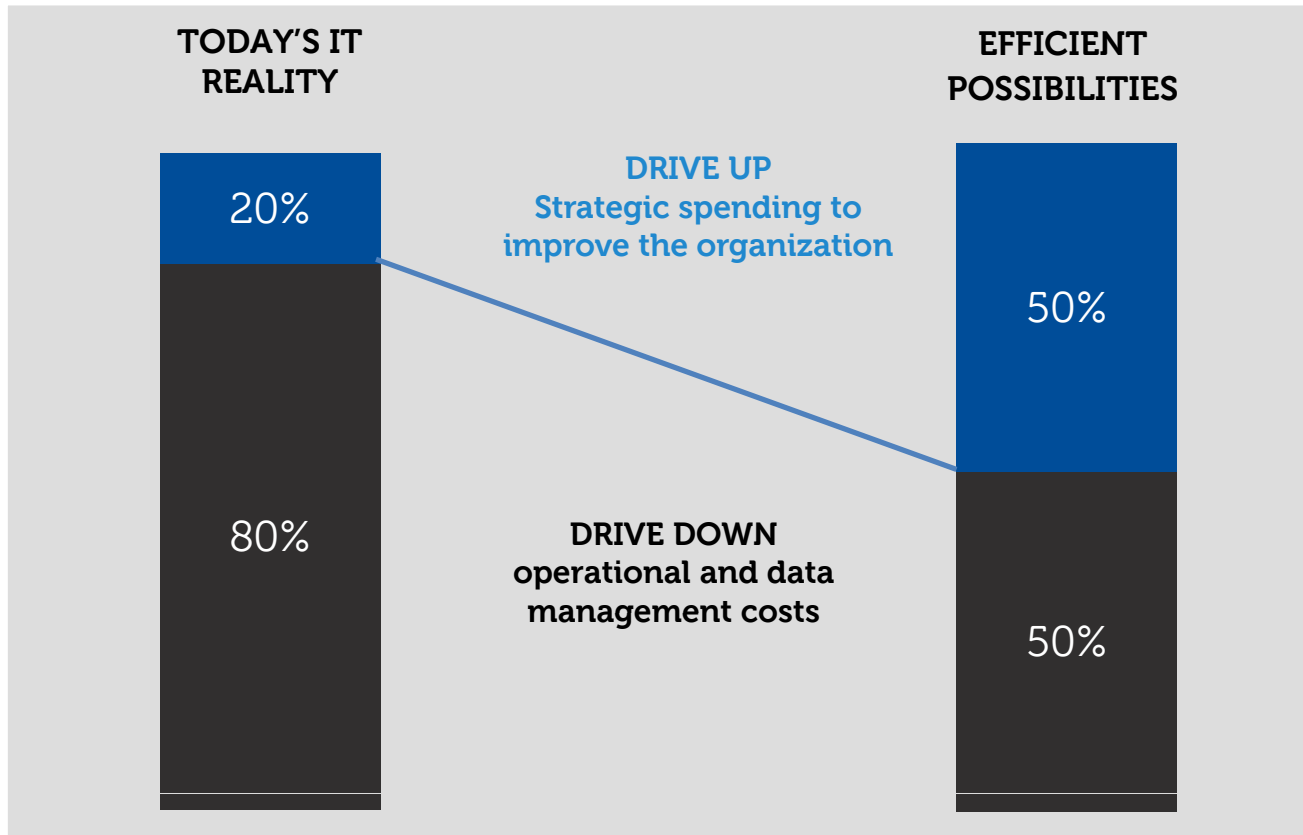 TODAY'S IT
REALITY
EFFICIENT
POSSIBILITIES
20%
DRIVE UP
Strategic spending to
improve the organization
50%
80%
DRIVE DOWN
operational and data
management costs
50%